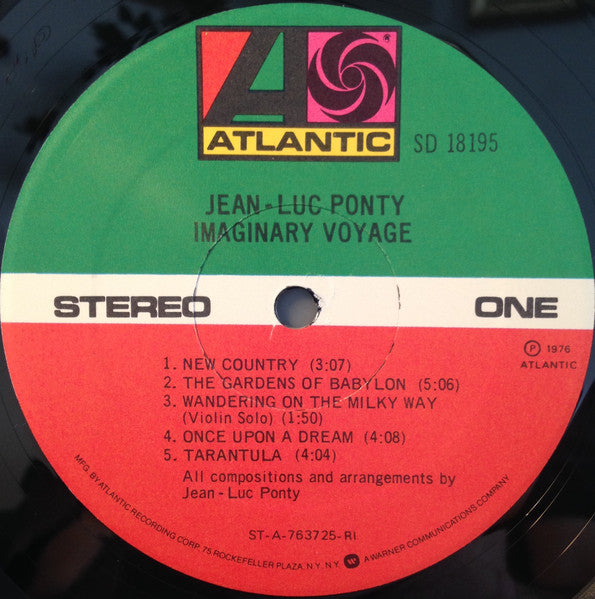 ATLANTIC
SD 18195
JEAN-LUC PONTY
IMAGINARY VOYAGE
STEREO
ONE
℗ 1976
ATLANTIC
1. NEW COUNTRY (3:07)
2. THE GARDENS OF BABYLON (5:06)
3. WANDERING ON THE MILKY WAY
(Violin Solo) (1:50)
4. ONCE UPON A DREAM (4:08)
5. TARANTULA (4:04)
All compositions and arrangements by
Jean-Luc Ponty
ST-A-763725-RI
MFG. BY ATLANTIC RECORDING CORP. 75 ROCKEFELLER PLAZA, N.Y. N.Y. A WARNER COMMUNICATIONS COMPANY